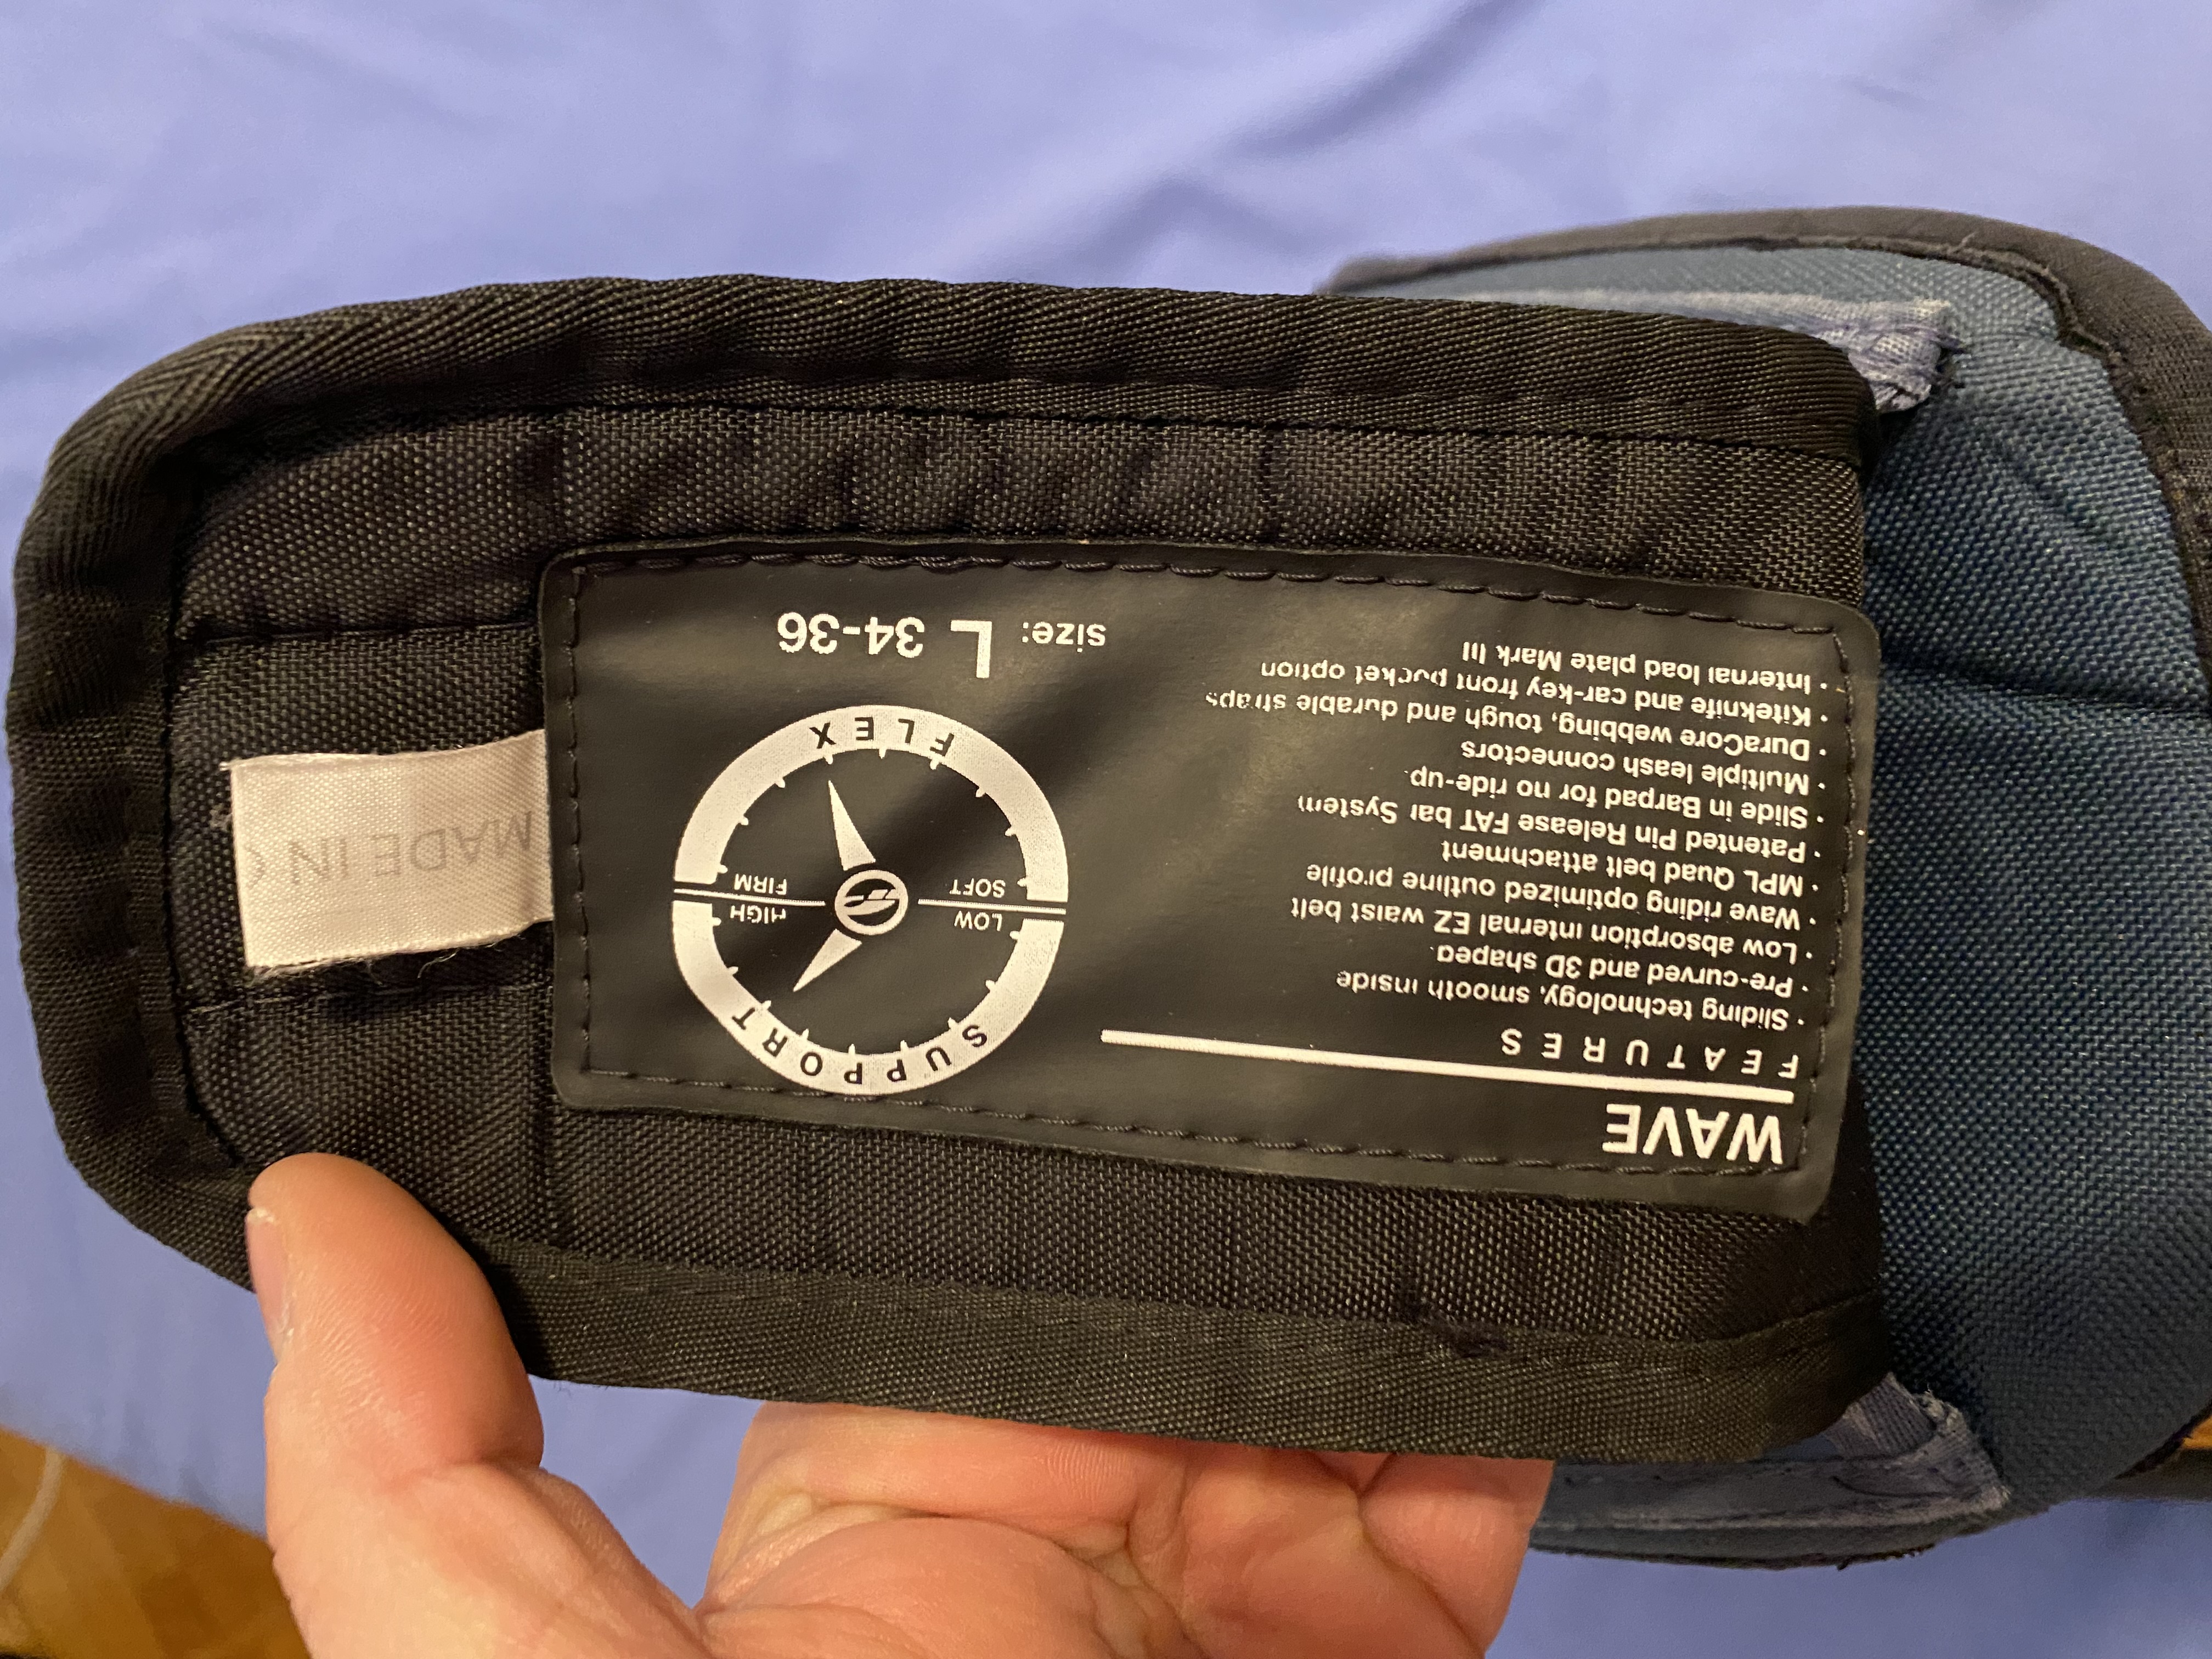 WAVE
FEATURES
· Sliding technology, smooth inside
· Pre-curved and 3D shaped
· Low absorption internal EZ waist belt
· Wave riding optimized outline profile
· MPL Quad belt attachment
· Patented Pin Release FAT bar System
· Slide in Barpad for no ride-up
· Multiple leash connectors
· DuraCore webbing, tough and durable straps
· Kiteknife and car-key front pocket option
· Internal load plate Mark III
SUPPORT
LOW HIGH
SOFT FIRM
FLEX
size: L 34-36
MADE IN